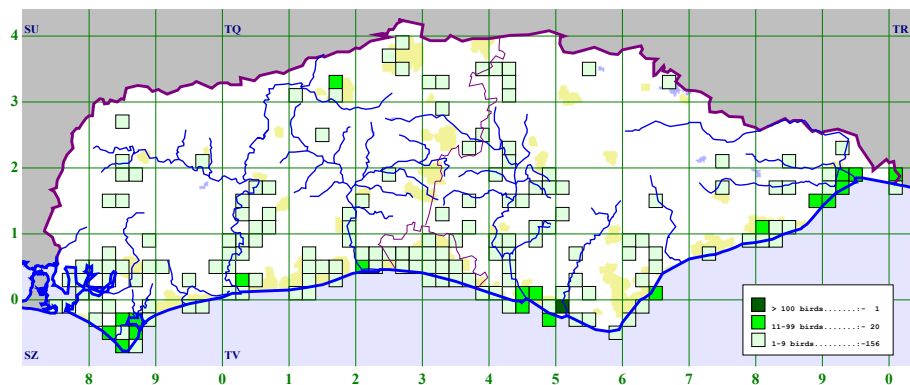 SU TQ TR
4
3
2
1
0
> 100 birds.......:- 1
11-99 birds......:- 20
1-9 birds.........:-156
SZ TV
8 9 0 1 2 3 4 5 6 7 8 9 0